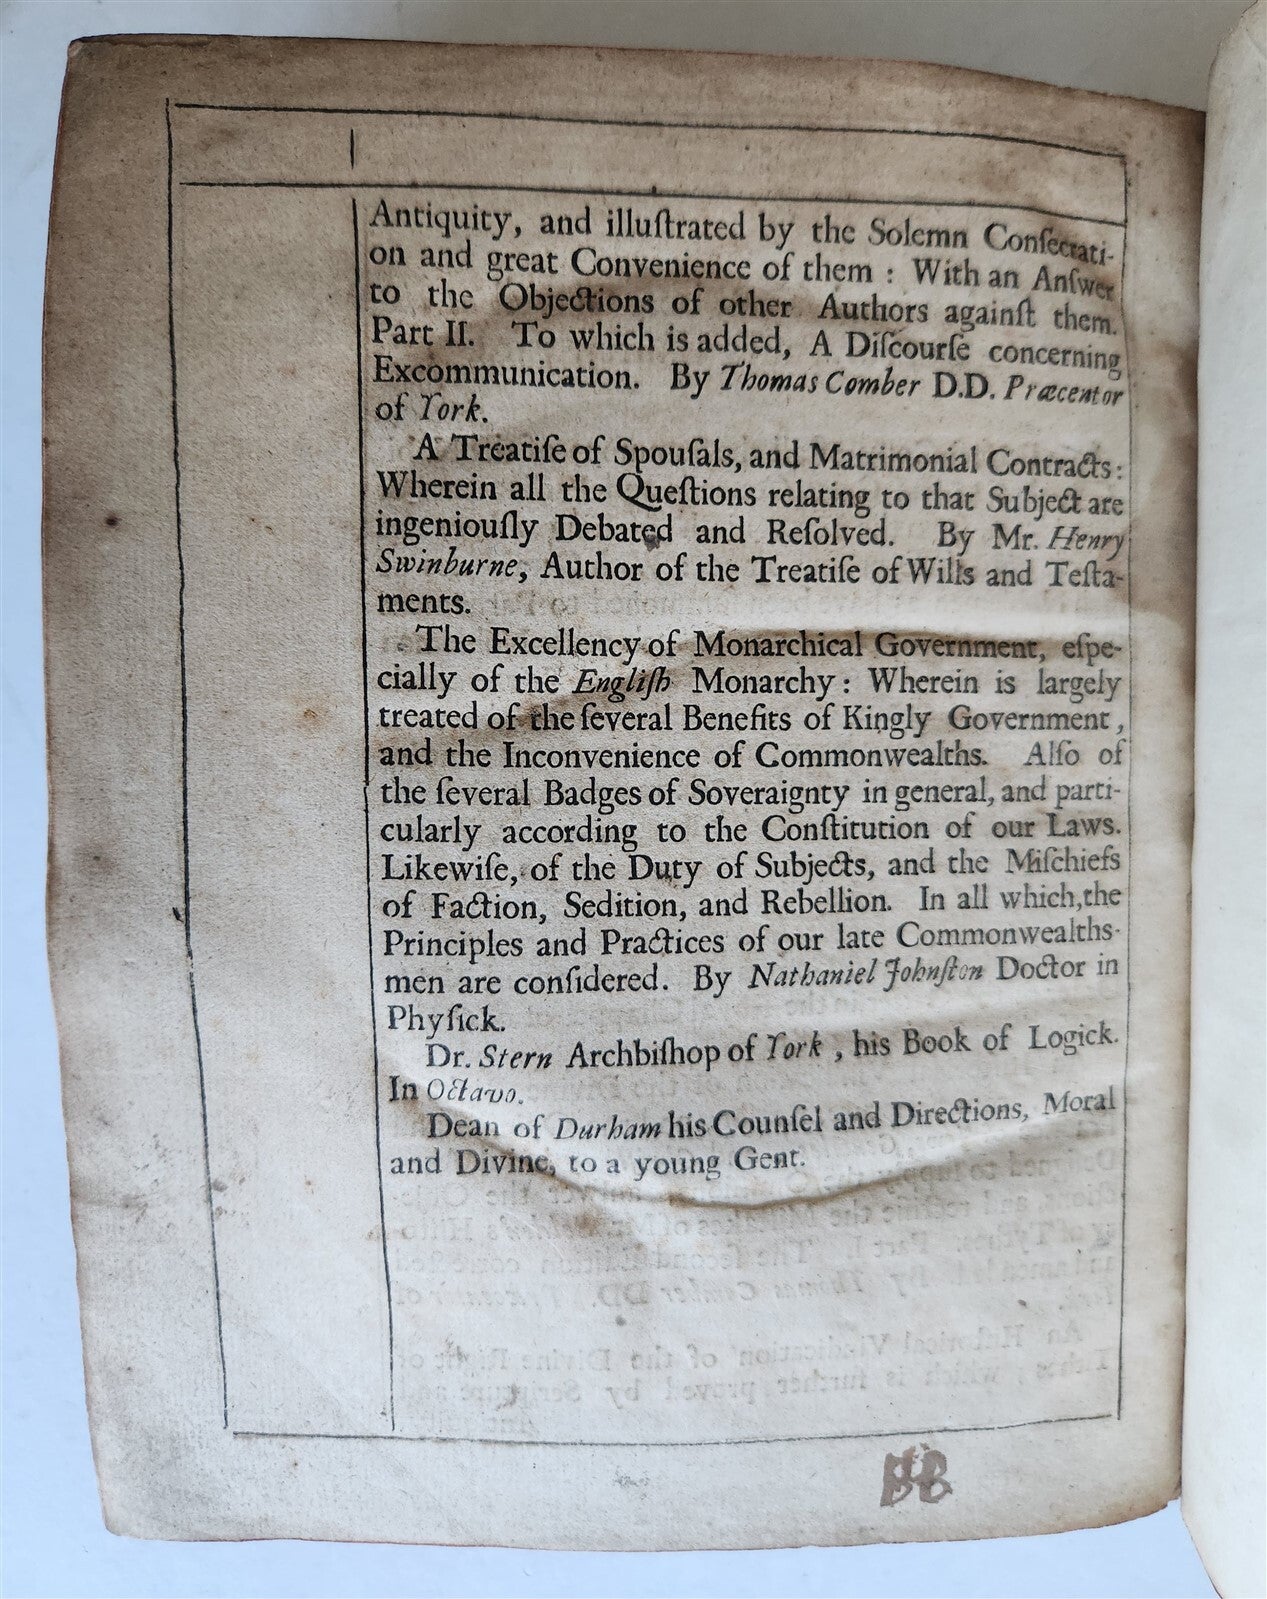 Antiquity, and illuſtrated by the Solemn Conſecrati-
on and great Convenience of them : With an Anſwer
to the Objections of other Authors againſt them.
Part II. To which is added, A Diſcourſe concerning
Excommunication. By Thomas Comber D.D. Præcentor
of York.
A Treatiſe of Spouſals, and Matrimonial Contracts:
Wherein all the Queſtions relating to that Subject are
ingeniouſly Debated and Reſolved. By Mr. Henry
Swinburne, Author of the Treatiſe of Wills and Teſta-
ments.
The Excellency of Monarchical Government, eſpe-
cially of the Engliſh Monarchy: Wherein is largely
treated of the ſeveral Benefits of Kingly Government,
and the Inconvenience of Commonwealths. Alſo of
the ſeveral Badges of Soveraignty in general, and parti-
cularly according to the Conſtitution of our Laws.
Likewiſe, of the Duty of Subjects, and the Miſchiefs
of Faction, Sedition, and Rebellion. In all which, the
Principles and Practices of our late Commonwealths-
men are conſidered. By Nathaniel Johnſton Doctor in
Phyſick.
Dr. Stern Archbiſhop of York, his Book of Logick.
In Octavo.
Dean of Durham his Counſel and Directions, Moral
and Divine, to a young Gent.